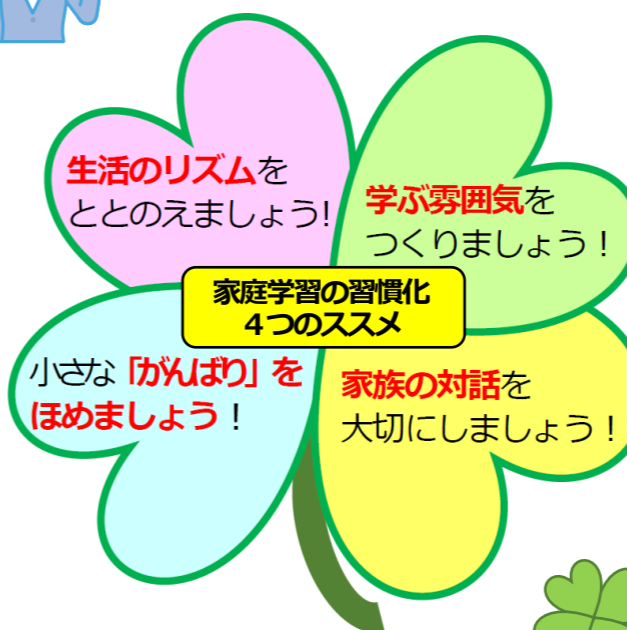 生活のリズムを
ととのえましょう!
学ぶ雰囲気を
つくりましょう！
家庭学習の習慣化
４つのススメ
小さな「がんばり」を
ほめましょう！
家族の対話を
大切にしましょう！